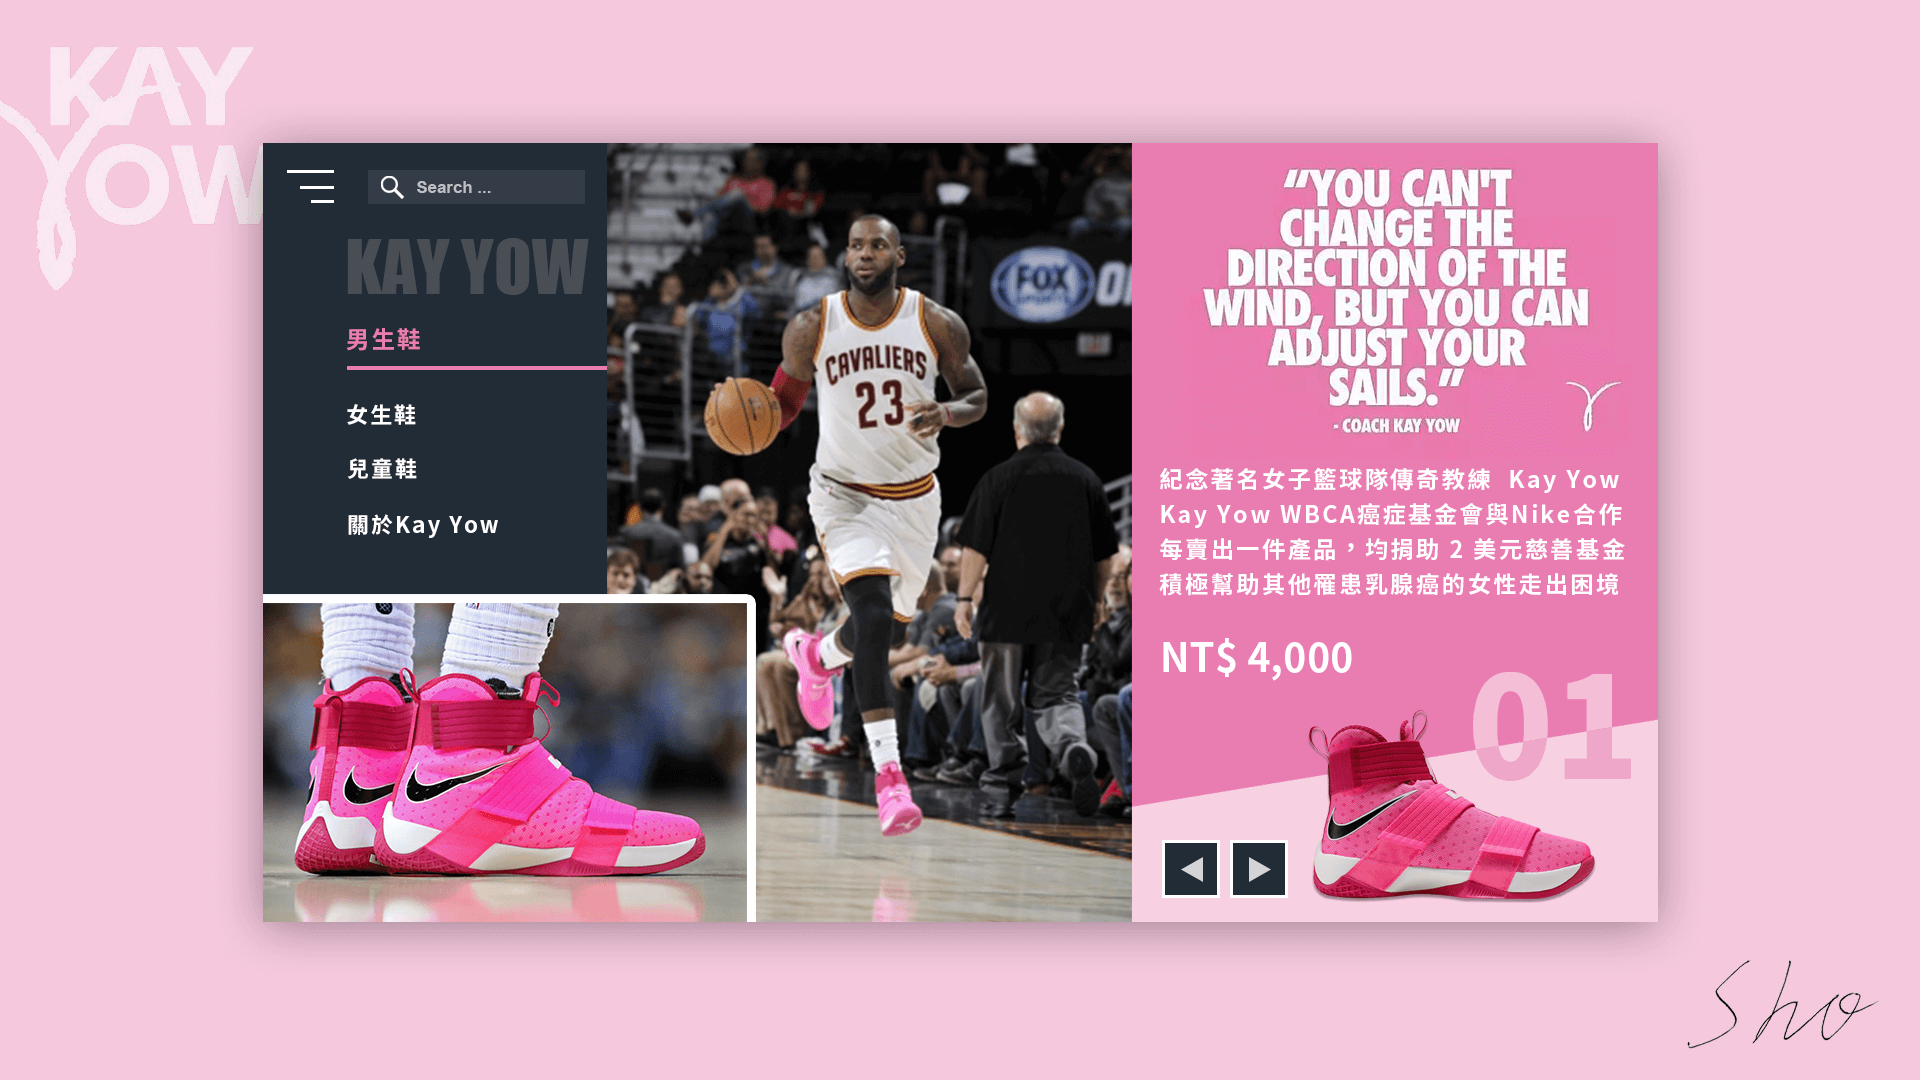 KAY
YOW
Search ...
KAY YOW
男生鞋
女生鞋
兒童鞋
關於Kay Yow
FOX
SPORTS
CAVALIERS
23
“YOU CAN'T
CHANGE THE
DIRECTION OF THE
WIND, BUT YOU CAN
ADJUST YOUR
SAILS.”
- COACH KAY YOW
紀念著名女子籃球隊傳奇教練 Kay Yow
Kay Yow WBCA癌症基金會與Nike合作
每賣出一件產品，均捐助 2 美元慈善基金
積極幫助其他罹患乳腺癌的女性走出困境
NT$ 4,000
01
Sho